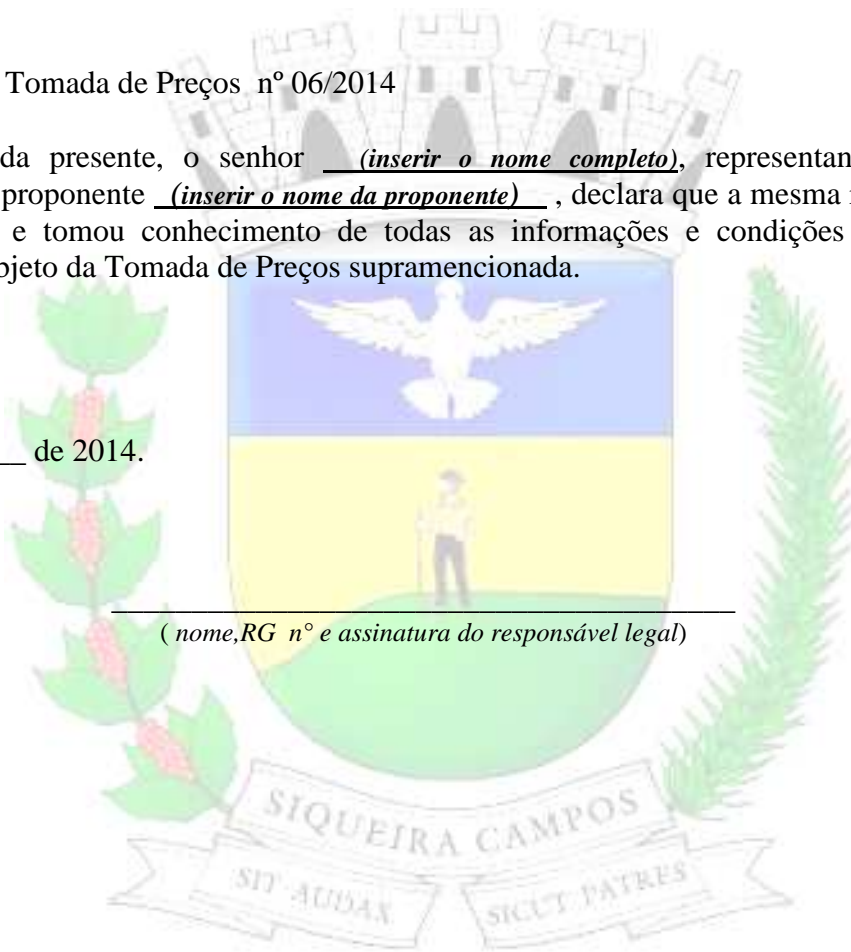 Tomada de Preços nº 06/2014
da presente, o senhor (inserir o nome completo), representan
proponente (inserir o nome da proponente) , declara que a mesma
e tomou conhecimento de todas as informações e condições
bjeto da Tomada de Preços supramencionada.
__ de 2014.
( nome,RG n° e assinatura do responsável legal)
SIQUEIRA CAMPOS
SIT AUDAX SICUT PATRES